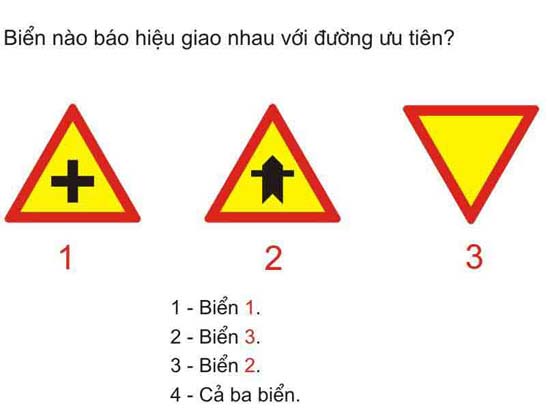 Biển nào báo hiệu giao nhau với đường ưu tiên?
1 2 3
1 - Biển 1.
2 - Biển 3.
3 - Biển 2.
4 - Cả ba biển.